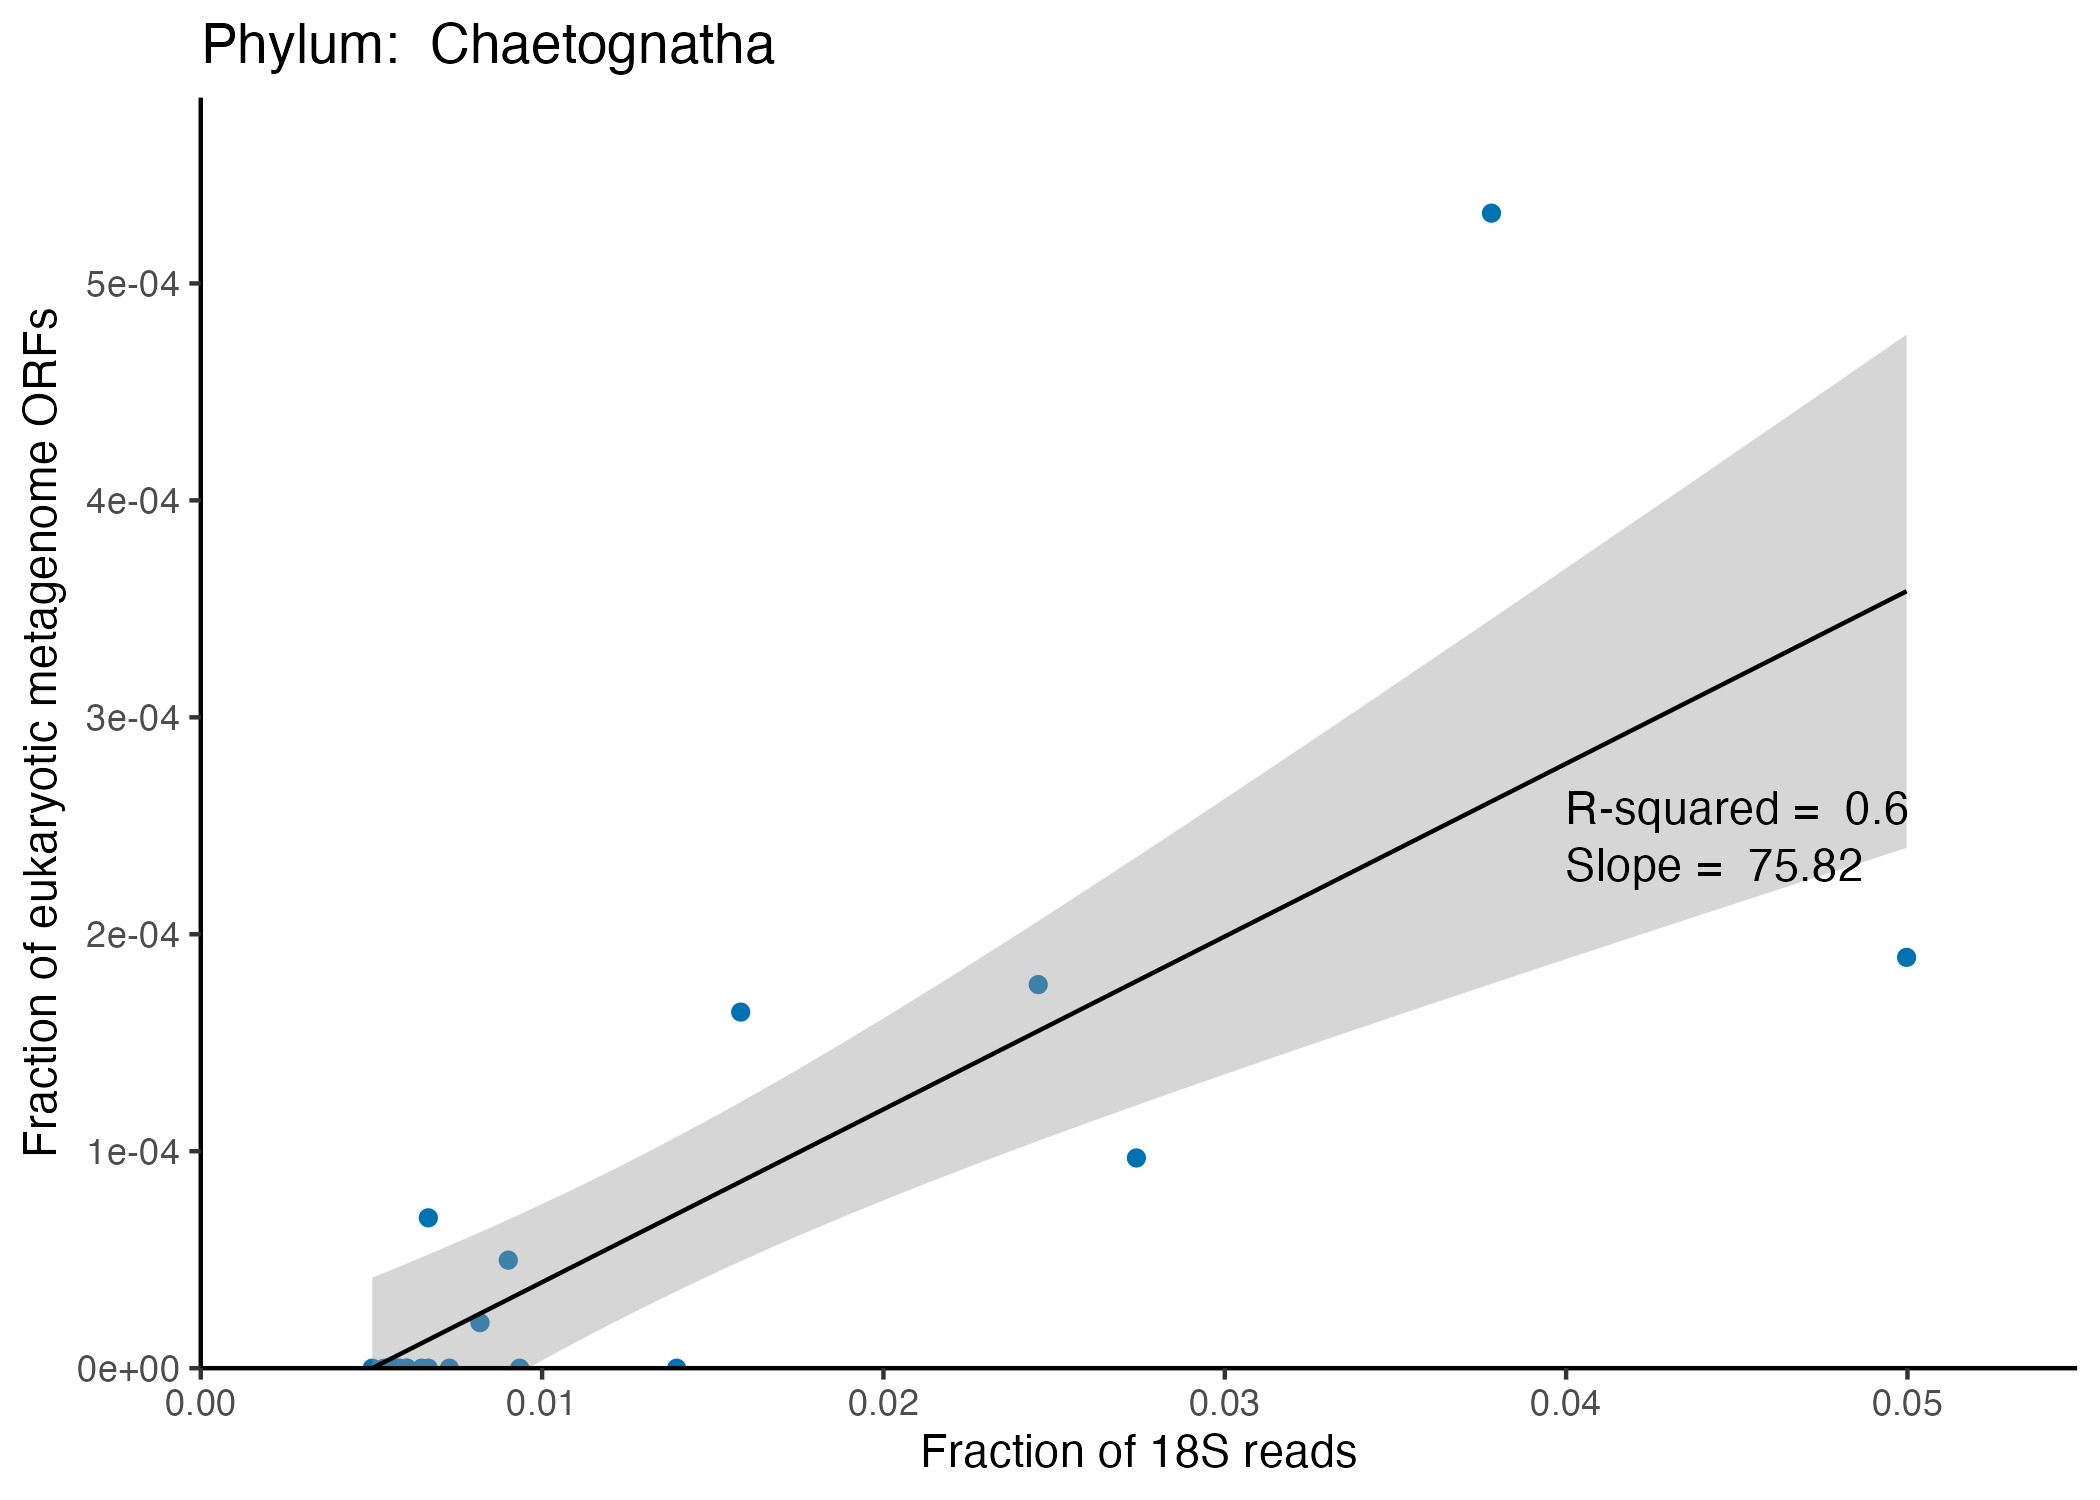 Phylum:  Chaetognatha
Fraction of eukaryotic metagenome ORFs
5e-04
4e-04
3e-04
2e-04
1e-04
0e+00
R-squared =  0.6
Slope =  75.82
0.00 0.01 0.02 0.03 0.04 0.05
Fraction of 18S reads